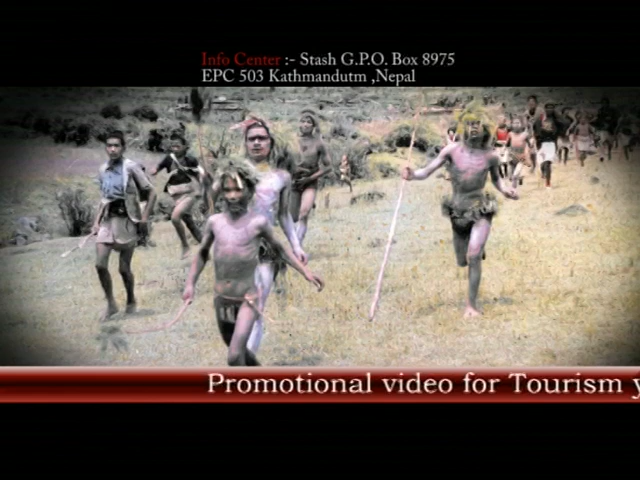 Info Center :- Stash G.P.O. Box 8975
EPC 503 Kathmandutm ,Nepal
Promotional video for Tourism y